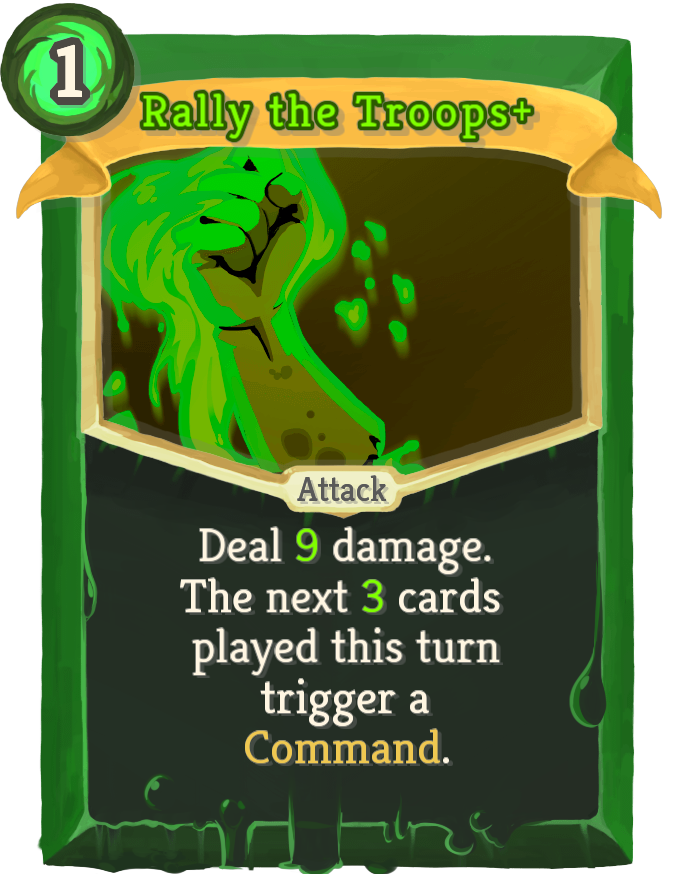 1
Rally the Troops+
Attack
Deal 9 damage.
The next 3 cards
played this turn
trigger a
Command.